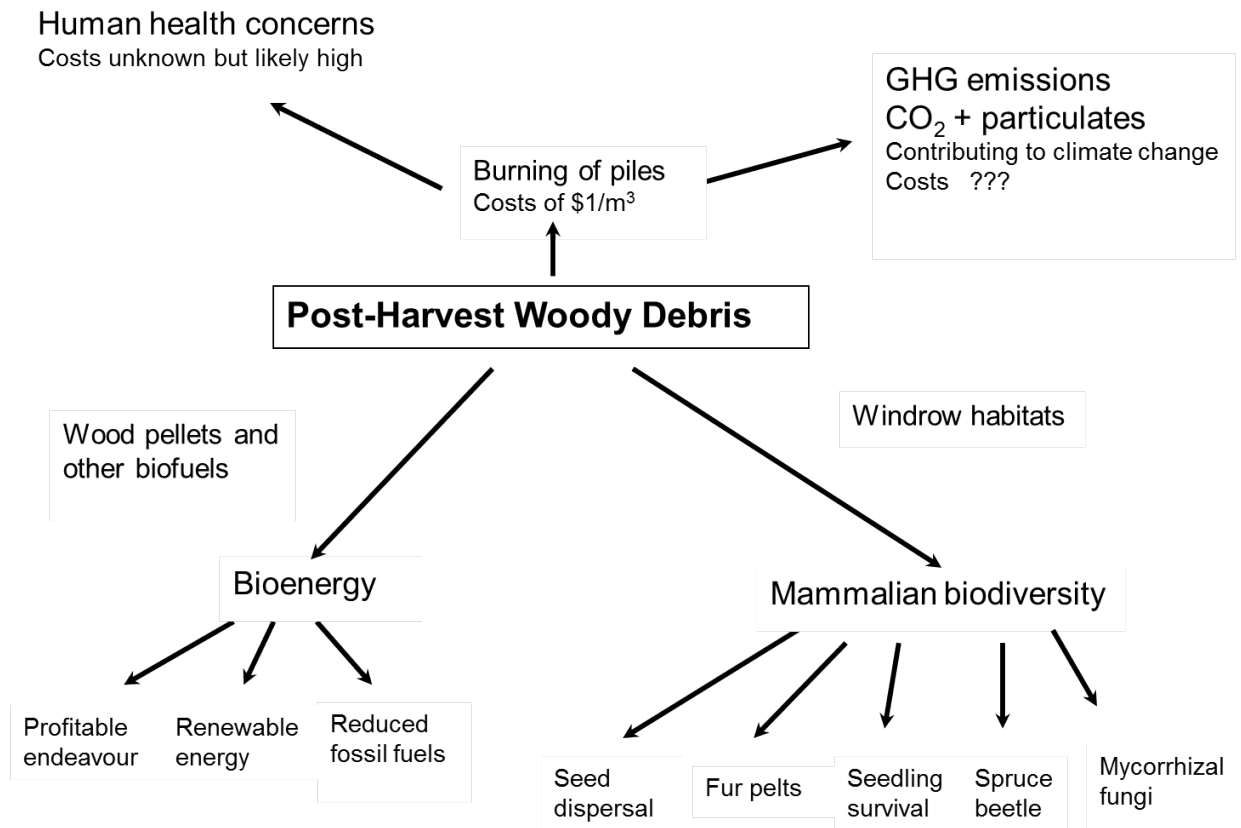 Human health concerns
Costs unknown but likely high
GHG emissions
CO₂ + particulates
Contributing to climate change
Costs ???
Burning of piles
Costs of $1/m³
Post-Harvest Woody Debris
Wood pellets and
other biofuels
Windrow habitats
Bioenergy
Mammalian biodiversity
Profitable
endeavour
Renewable
energy
Reduced
fossil fuels
Seed
dispersal
Fur pelts
Seedling
survival
Spruce
beetle
Mycorrhizal
fungi